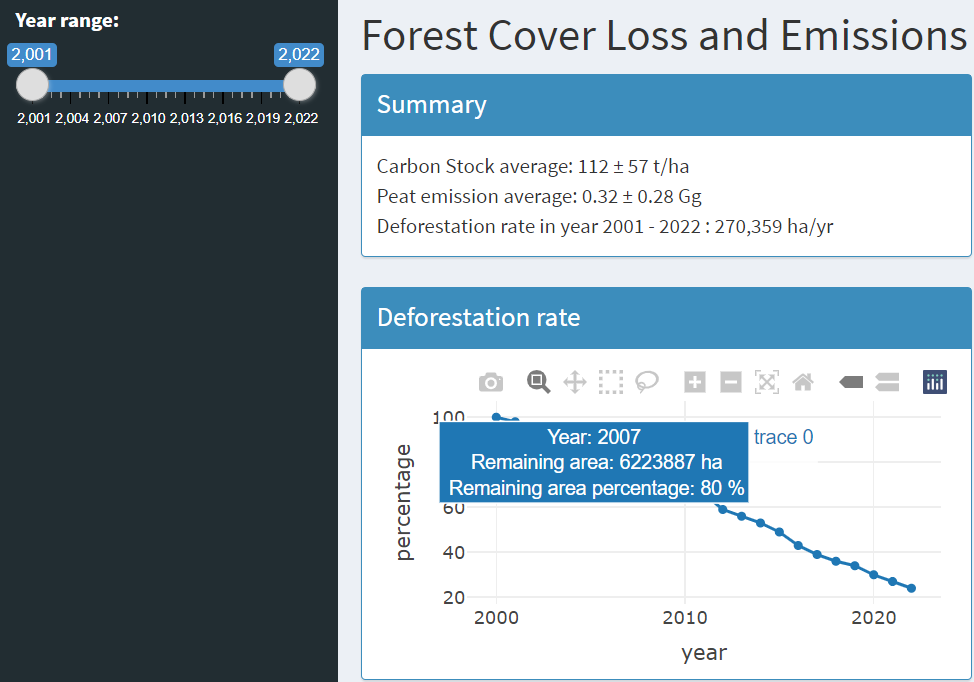 Year range:
2,001 2,022
2,001 2,004 2,007 2,010 2,013 2,016 2,019 2,022
Forest Cover Loss and Emissions
Summary
Carbon Stock average: 112 ± 57 t/ha
Peat emission average: 0.32 ± 0.28 Gg
Deforestation rate in year 2001 - 2022 : 270,359 ha/yr
Deforestation rate
100
Year: 2007
trace 0
Remaining area: 6223887 ha
Remaining area percentage: 80 %
percentage
60
40
20
2000 2010 2020
year